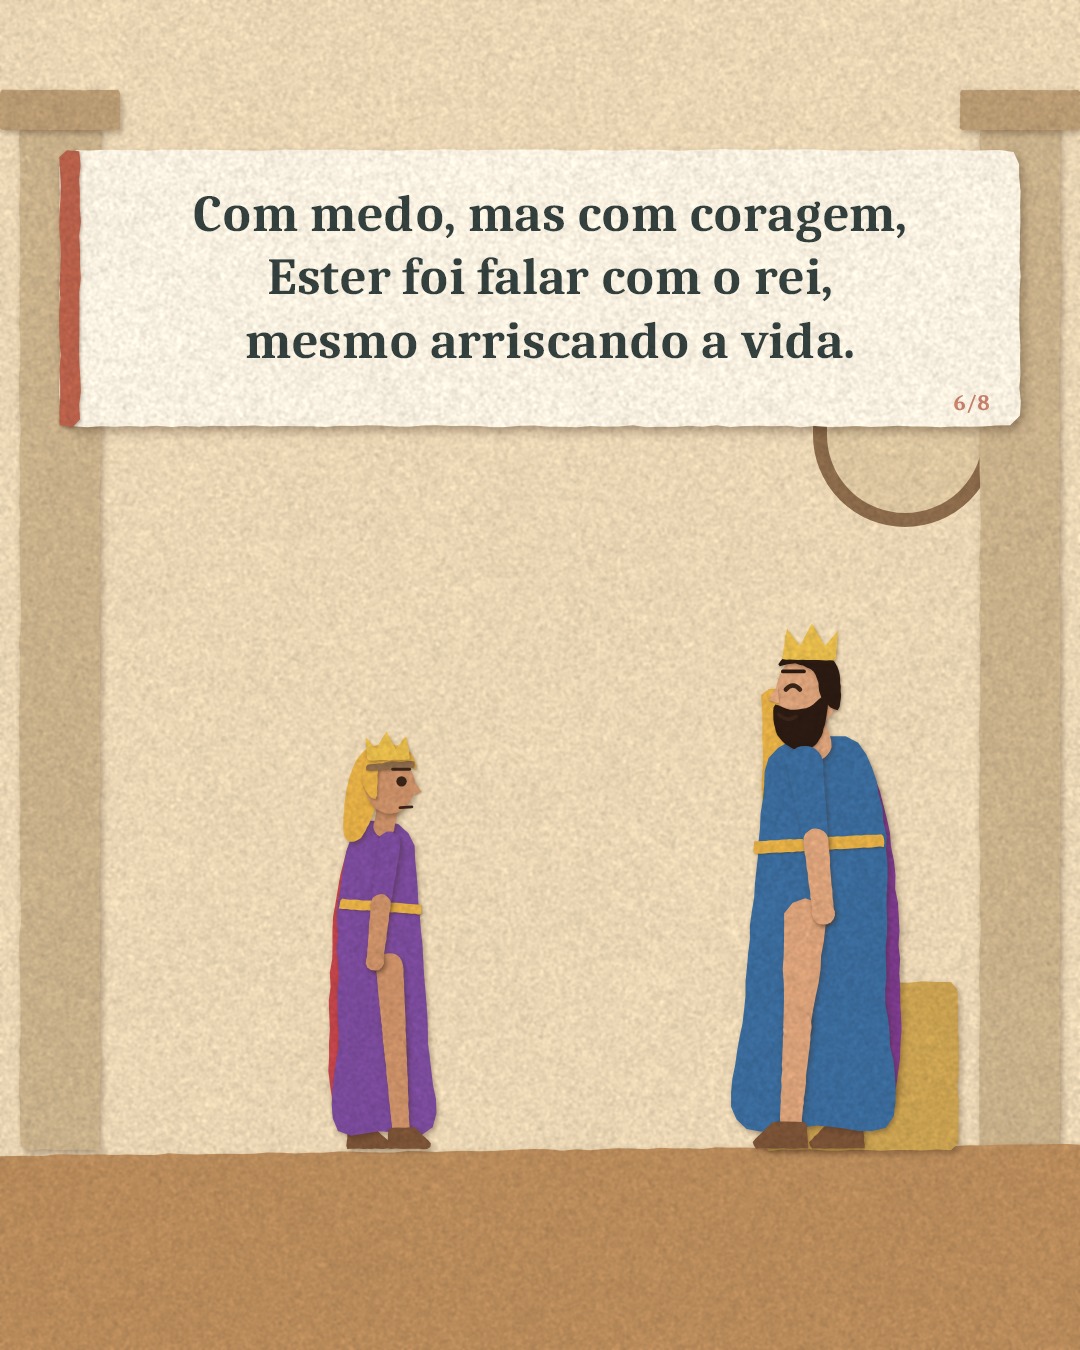 Com medo, mas com coragem,
Ester foi falar com o rei,
mesmo arriscando a vida.
6/8